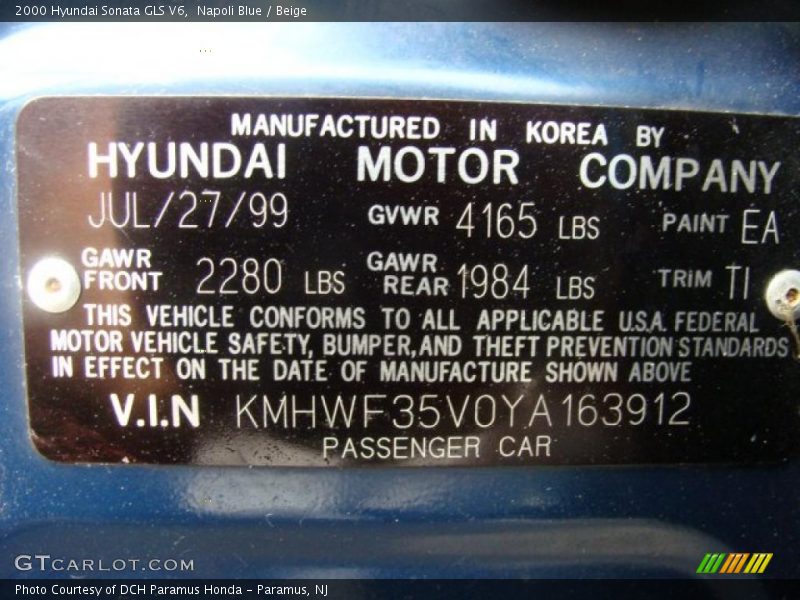 2000 Hyundai Sonata GLS V6,  Napoli Blue / Beige
MANUFACTURED IN KOREA BY
HYUNDAI MOTOR COMPANY
JUL/27/99 GVWR 4165 LBS PAINT EA
GAWR FRONT 2280 LBS GAWR REAR 1984 LBS TRIM TI
THIS VEHICLE CONFORMS TO ALL APPLICABLE U.S.A. FEDERAL
MOTOR VEHICLE SAFETY, BUMPER, AND THEFT PREVENTION STANDARDS
IN EFFECT ON THE DATE OF MANUFACTURE SHOWN ABOVE
V.I.N KMHWF35V0YA163912
PASSENGER CAR
GTCARLOT.COM
Photo Courtesy of DCH Paramus Honda - Paramus, NJ